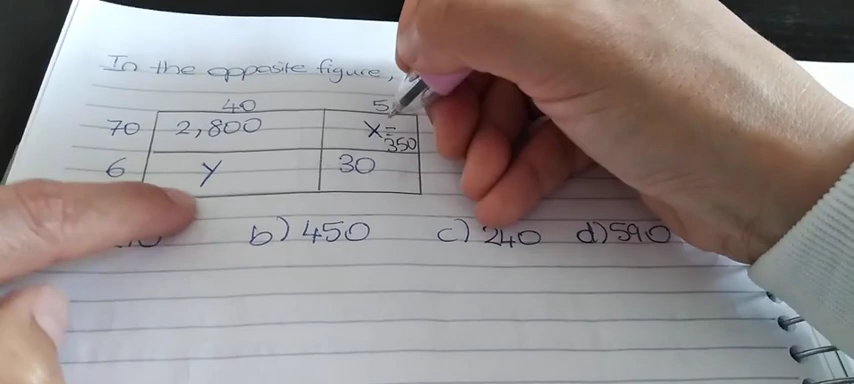 In the opposite figure,
40 5
70 2,800 X=
350
6 y 30
b) 450 c) 240 d) 590